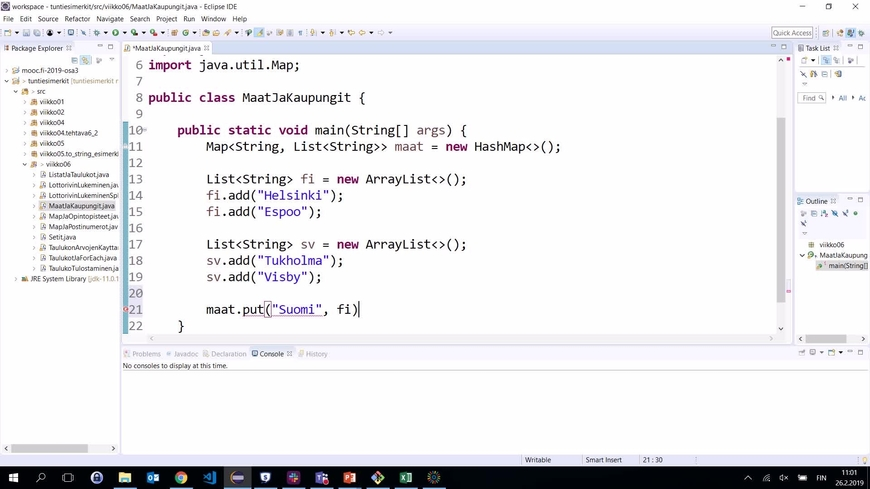 workspace - src/tuntiesimerkit/src/viikko06/MaatJaKaupungit.java - Eclipse IDE
File Edit Source Refactor Navigate Search Project Run Window Help
Quick Access
Package Explorer
mooc.fi-2019-osa3
tuntiesimerkit [tuntiesimerkit r
src
viikko01
viikko02
viikko04
viikko04.tehtava6_2
viikko05
viikko05.to_string_esimerki
viikko06
ListatJaTaulukot.java
LottorivinLukeminen.jav
LottorivinLukeminenSpl
MaatJaKaupungit.java
MapJaOpintopisteet.java
MapJaPostinumerot.java
Setit.java
TaulukonArvojenKaytta
TaulukotJaForEach.java
TaulukoTulostaminen.ja
JRE System Library [jdk-11.0.1
*MaatJaKaupungit.java
6 import java.util.Map;
7
8 public class MaatJaKaupungit {
9
10 public static void main(String[] args) {
11 Map<String, List<String>> maat = new HashMap<>();
12
13 List<String> fi = new ArrayList<>();
14 fi.add("Helsinki");
15 fi.add("Espoo");
16
17 List<String> sv = new ArrayList<>();
18 sv.add("Tukholma");
19 sv.add("Visby");
20
21 maat.put("Suomi", fi)
22 }
Task List
Find All Ac
Outline
viikko06
MaatJaKaupung
main(String[]
Problems Javadoc Declaration Console History
No consoles to display at this time.
Writable Smart Insert 21 : 30
FIN
11:01
26.2.2019